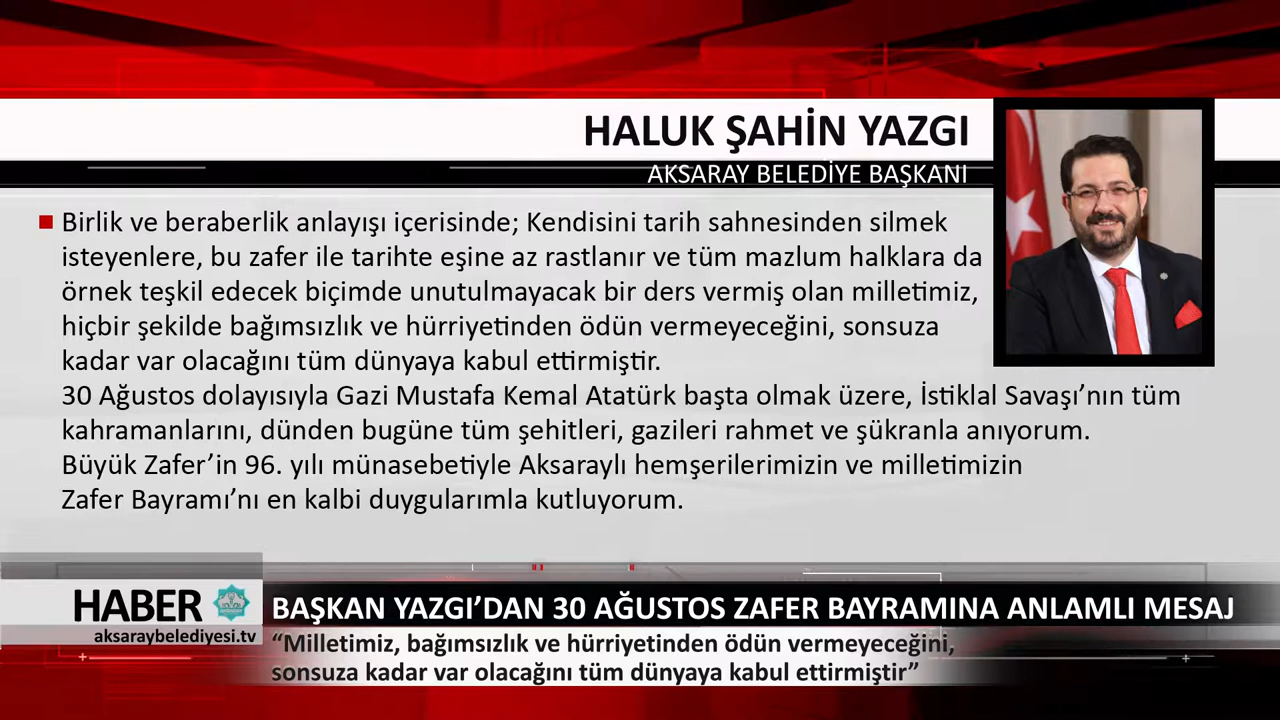 HALUK ŞAHİN YAZGI
AKSARAY BELEDİYE BAŞKANI
Birlik ve beraberlik anlayışı içerisinde; Kendisini tarih sahnesinden silmek
isteyenlere, bu zafer ile tarihte eşine az rastlanır ve tüm mazlum halklara da
örnek teşkil edecek biçimde unutulmayacak bir ders vermiş olan milletimiz,
hiçbir şekilde bağımsızlık ve hürriyetinden ödün vermeyeceğini, sonsuza
kadar var olacağını tüm dünyaya kabul ettirmiştir.
30 Ağustos dolayısıyla Gazi Mustafa Kemal Atatürk başta olmak üzere, İstiklal Savaşı’nın tüm
kahramanlarını, dünden bugüne tüm şehitleri, gazileri rahmet ve şükranla anıyorum.
Büyük Zafer’in 96. yılı münasebetiyle Aksaraylı hemşerilerimizin ve milletimizin
Zafer Bayramı’nı en kalbi duygularımla kutluyorum.
HABER
aksaraybelediyesi.tv
BAŞKAN YAZGI’DAN 30 AĞUSTOS ZAFER BAYRAMINA ANLAMLI MESAJ
“Milletimiz, bağımsızlık ve hürriyetinden ödün vermeyeceğini,
sonsuza kadar var olacağını tüm dünyaya kabul ettirmiştir”